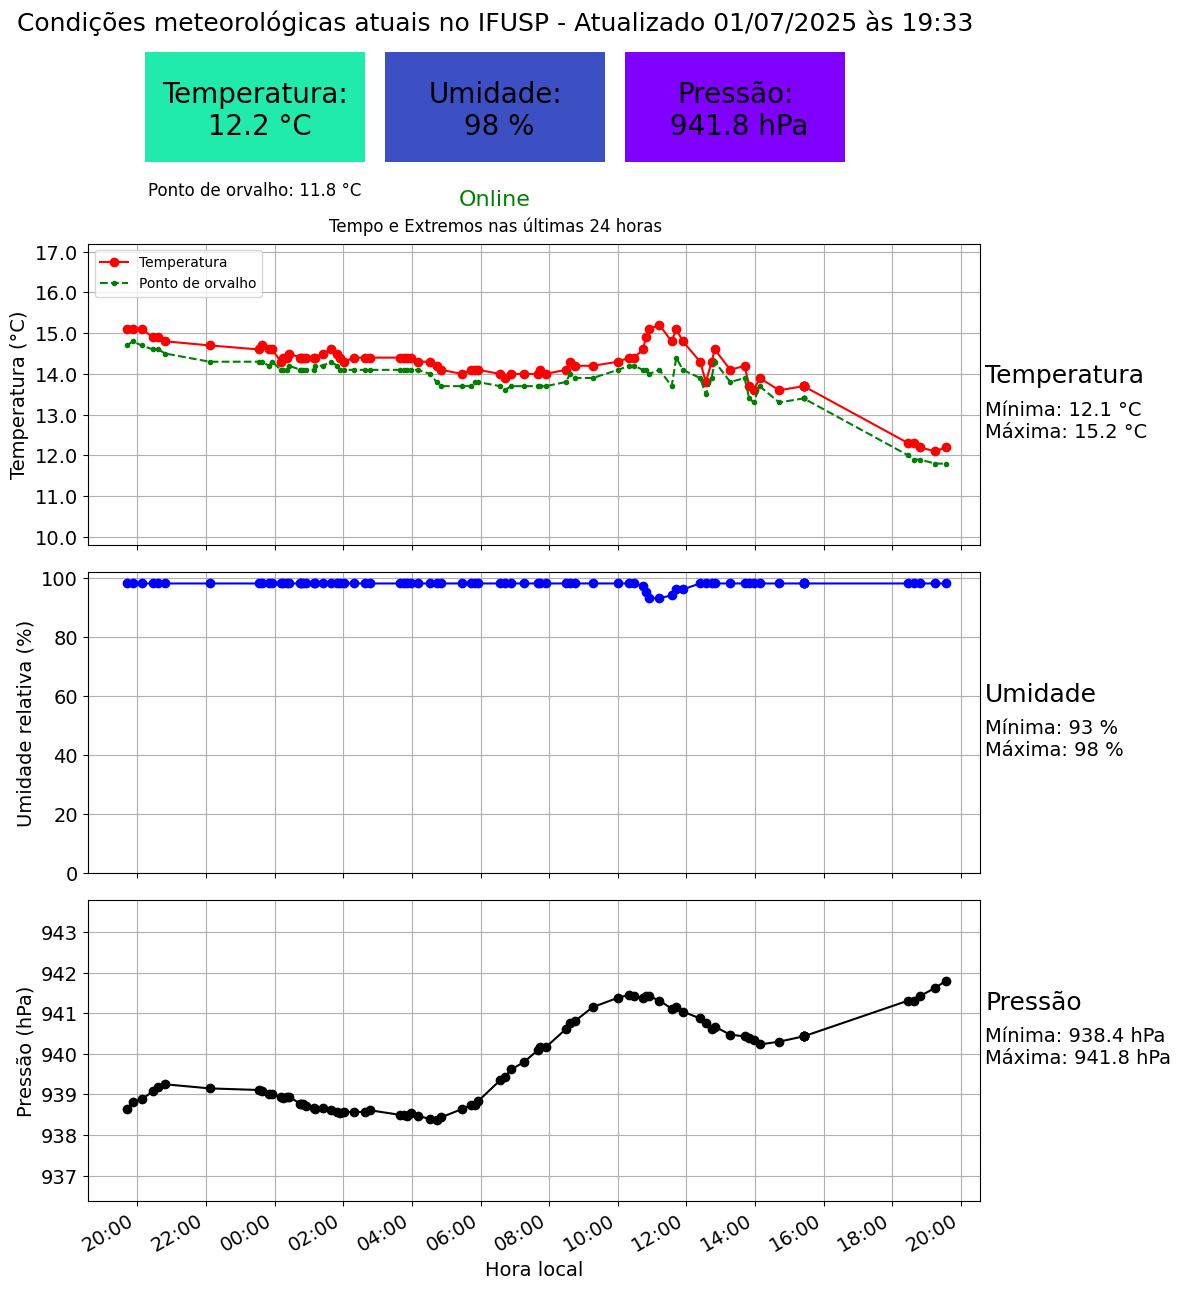 Condições meteorológicas atuais no IFUSP - Atualizado 01/07/2025 às 19:33
Temperatura:
12.2 °C
Umidade:
98 %
Pressão:
941.8 hPa
Ponto de orvalho: 11.8 °C
Online
Tempo e Extremos nas últimas 24 horas
Temperatura (°C)
17.0
16.0
15.0
14.0
13.0
12.0
11.0
10.0
Temperatura
Ponto de orvalho
Temperatura
Mínima: 12.1 °C
Máxima: 15.2 °C
Umidade relativa (%)
100
80
60
40
20
0
Umidade
Mínima: 93 %
Máxima: 98 %
Pressão (hPa)
943
942
941
940
939
938
937
Pressão
Mínima: 938.4 hPa
Máxima: 941.8 hPa
20:00 22:00 00:00 02:00 04:00 06:00 08:00 10:00 12:00 14:00 16:00 18:00 20:00
Hora local